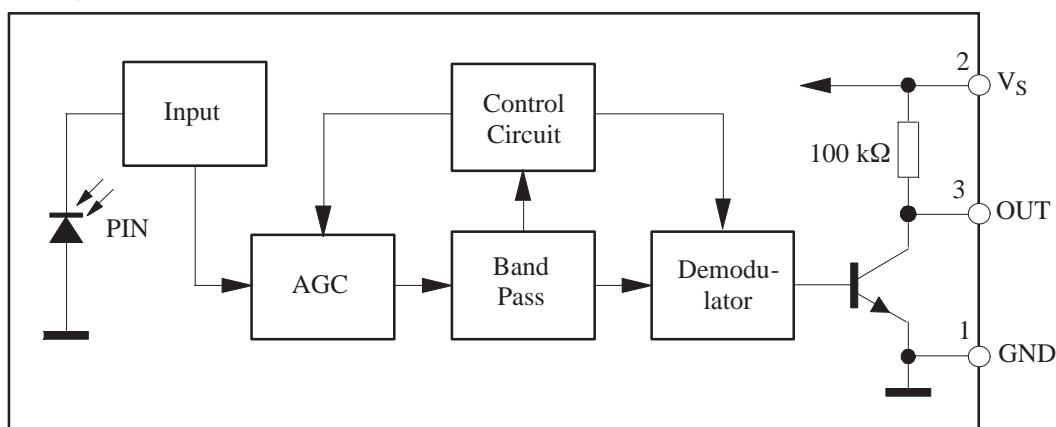 Input
Control
Circuit
2
V_S
100 kΩ
3
OUT
PIN
AGC
Band
Pass
Demodu-
lator
1
GND